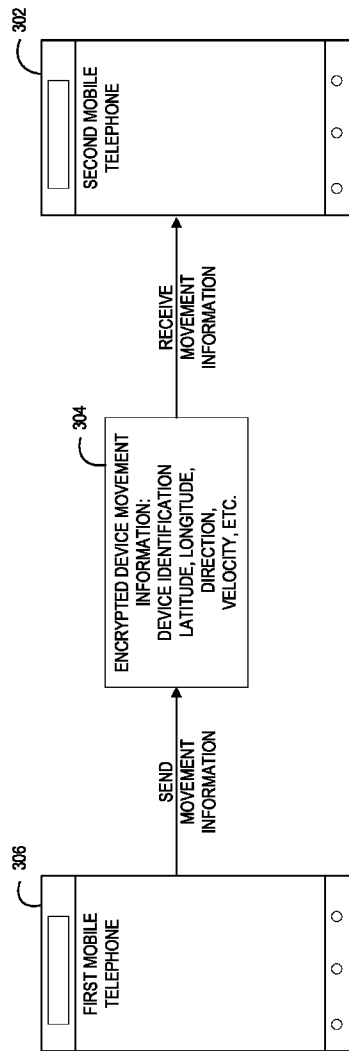 306
FIRST MOBILE
TELEPHONE
SEND
MOVEMENT
INFORMATION
304
ENCRYPTED DEVICE MOVEMENT
INFORMATION:
DEVICE IDENTIFICATION
LATITUDE, LONGITUDE,
DIRECTION,
VELOCITY, ETC.
RECEIVE
MOVEMENT
INFORMATION
302
SECOND MOBILE
TELEPHONE